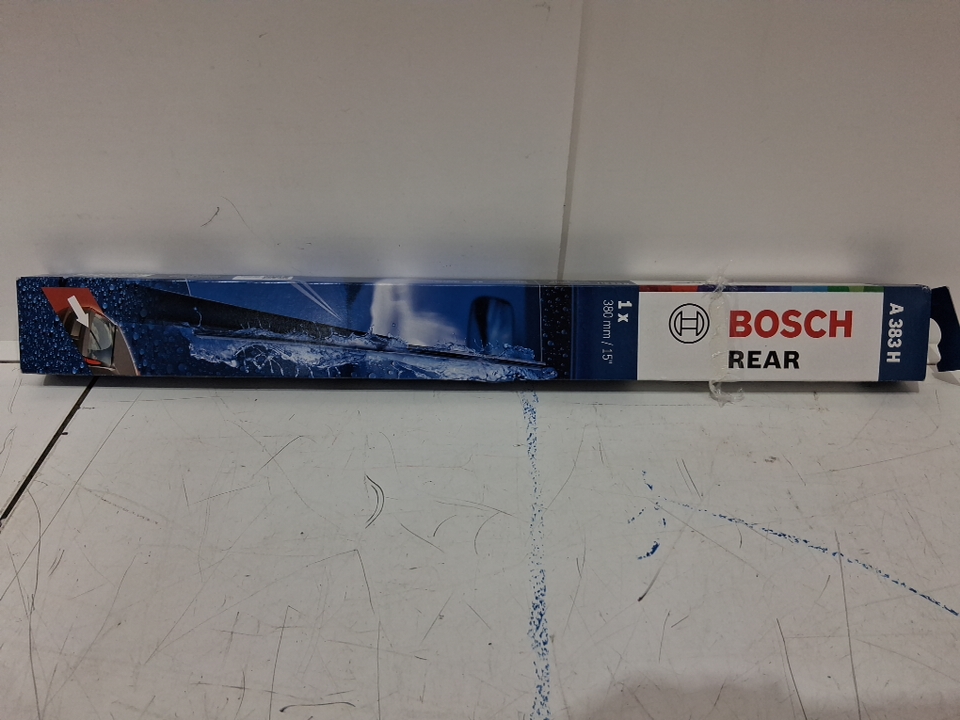 1 x
380 mm / 15"
BOSCH
REAR
A 383 H